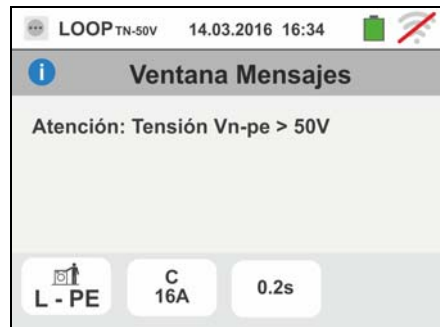 LOOP TN-50V 14.03.2016 16:34
i Ventana Mensajes
Atención: Tensión Vn-pe > 50V
L - PE
C
16A
0.2s